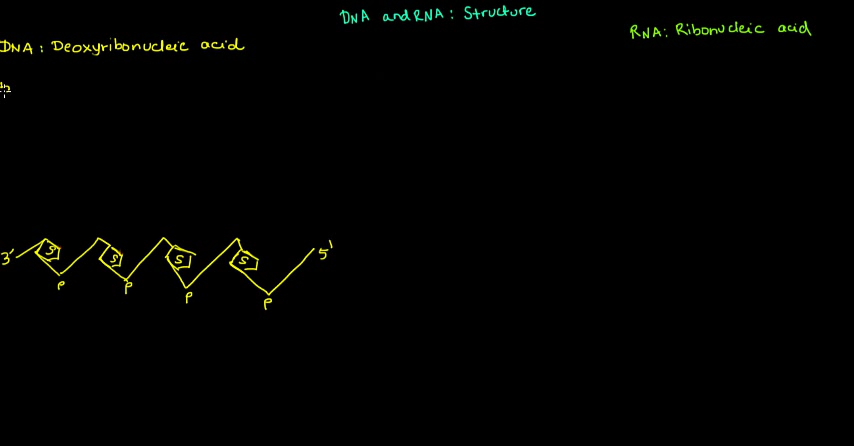 DNA and RNA: Structure
RNA: Ribonucleic acid
DNA: Deoxyribonucleic acid
3' S S S S 5'
P P P P